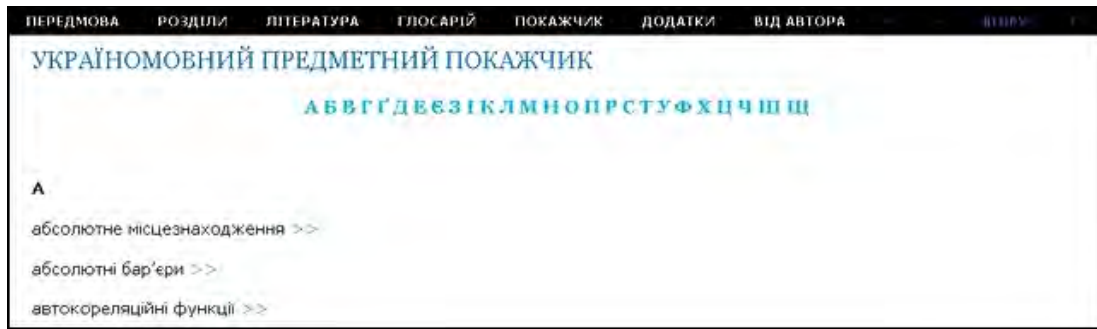 ПЕРЕДМОВА РОЗДІЛИ ЛІТЕРАТУРА ГЛОСАРІЙ ПОКАЖЧИК ДОДАТКИ ВІД АВТОРА
УКРАЇНОМОВНИЙ ПРЕДМЕТНИЙ ПОКАЖЧИК
А Б В Г Ґ Д Е Є З І К Л М Н О П Р С Т У Ф Х Ц Ч Ш Щ
А
абсолютне місцезнаходження >>
абсолютні бар'єри >>
автокореляційні функції >>